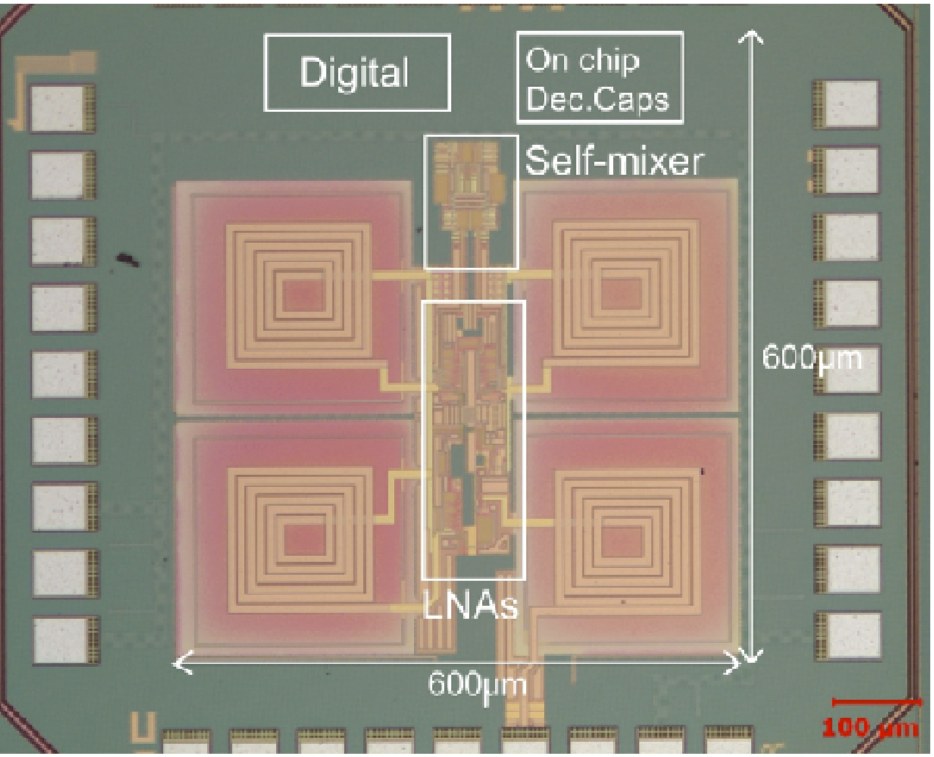 Digital
On chip
Dec.Caps
Self-mixer
600μm
LNAs
600μm
100 μm